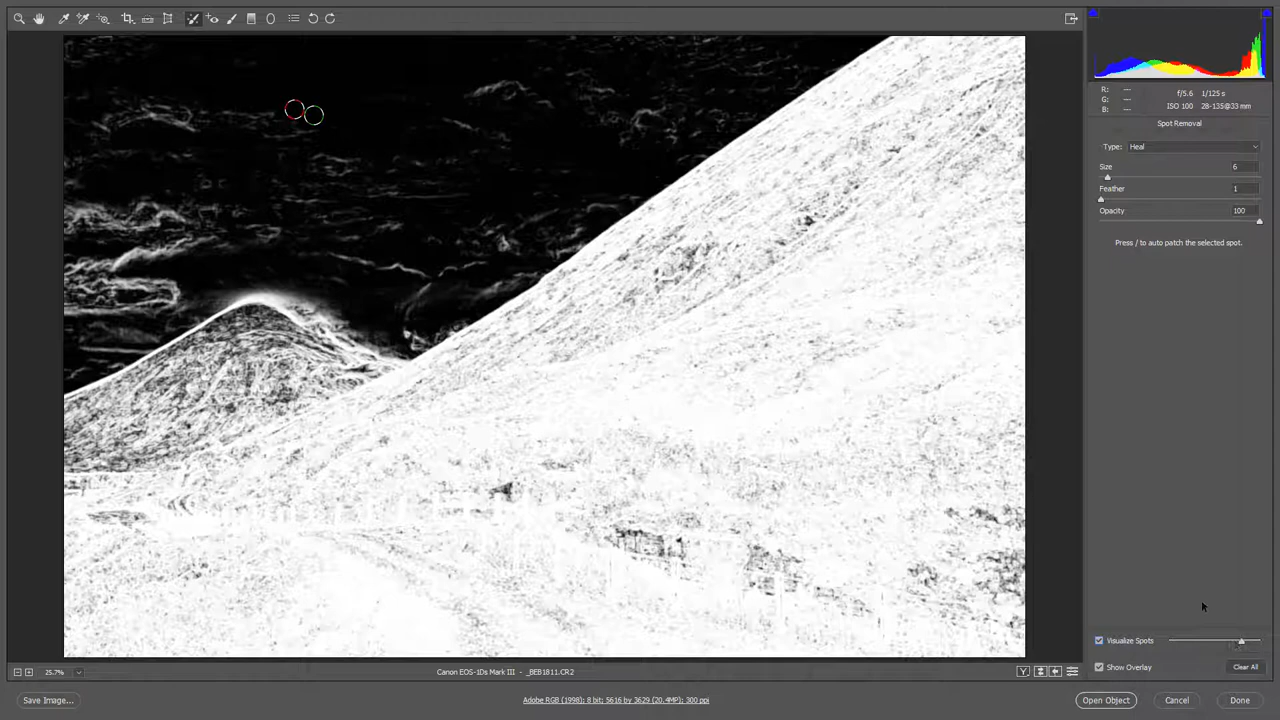 R: ---
G: ---
B: ---
f/5.6 1/125 s
ISO 100 28-135@33 mm
Spot Removal
Type: Heal
Size 6
Feather 1
Opacity 100
Press / to auto patch the selected spot.
Visualize Spots
Show Overlay
Clear All
25.7%
Canon EOS-1Ds Mark III - _BEB1811.CR2
Y
Save Image...
Adobe RGB (1998); 8 bit; 5616 by 3629 (20.4MP); 300 ppi
Open Object
Cancel
Done